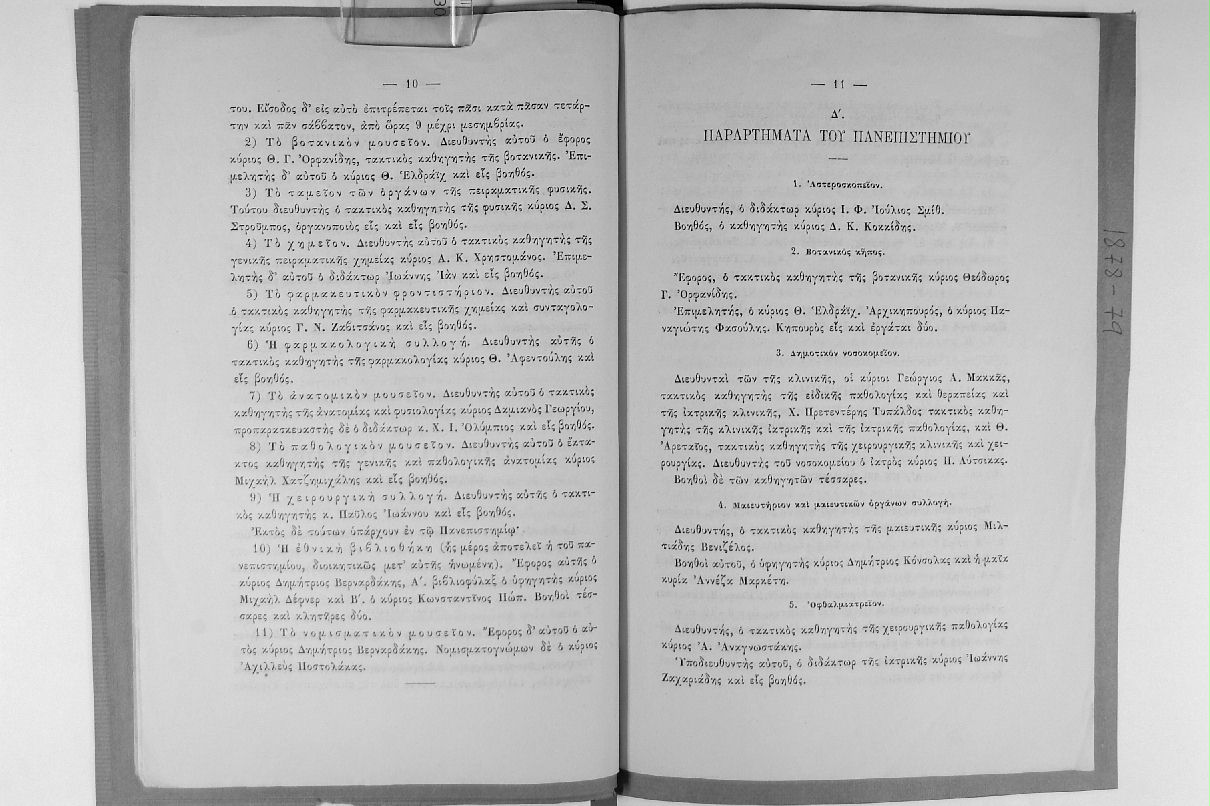 — 10 —
του. Εἴσοδος δ' εἰς αὐτὸ ἐπιτρέπεται τοῖς πᾶσι κατὰ πᾶσαν τετάρ-
την καὶ πᾶν σάββατον, ἀπὸ ὥρας 9 μέχρι μεσημβρίας.
2) Τὸ βοτανικὸν μουσεῖον. Διευθυντὴς αὐτοῦ ὁ ἔφορος
κύριος Θ. Γ. Ὀρφανίδης, τακτικὸς καθηγητὴς τῆς βοτανικῆς. Ἐπι-
μελητὴς δ' αὐτοῦ ὁ κύριος Θ. Ἑλδράϊχ καὶ εἷς βοηθός.
3) Τὸ ταμεῖον τῶν ὀργάνων τῆς πειραματικῆς φυσικῆς.
Τούτου διευθυντὴς ὁ τακτικὸς καθηγητὴς τῆς φυσικῆς κύριος Δ. Σ.
Στροῦμπος, ὀργανοποιὸς εἷς καὶ εἷς βοηθός.
4) Τὸ χημεῖον. Διευθυντὴς αὐτοῦ ὁ τακτικὸς καθηγητὴς τῆς
γενικῆς πειραματικῆς χημείας κύριος Α. Κ. Χρηστομάνος. Ἐπιμε-
λητὴς δ' αὐτοῦ ὁ διδάκτωρ Ἰωάννης Ἰὰν καὶ εἷς βοηθός.
5) Τὸ φαρμακευτικὸν φροντιστήριον. Διευθυντὴς αὐτοῦ
ὁ τακτικὸς καθηγητὴς τῆς φαρμακευτικῆς χημείας καὶ συνταγολο-
γίας κύριος Γ. Ν. Ζαβιτσάνος καὶ εἷς βοηθός.
6) Ἡ φαρμακολογικὴ συλλογή. Διευθυντὴς αὐτῆς ὁ
τακτικὸς καθηγητὴς τῆς φαρμακολογίας κύριος Θ. Ἀφεντούλης καὶ
εἷς βοηθός.
7) Τὸ ἀνατομικὸν μουσεῖον. Διευθυντὴς αὐτοῦ ὁ τακτικὸς
καθηγητὴς τῆς ἀνατομίας καὶ φυσιολογίας κύριος Δαμιανὸς Γεωργίου,
προπαρασκευαστὴς δὲ ὁ διδάκτωρ κ. Χ. Ι. Ὀλύμπιος καὶ εἷς βοηθός.
8) Τὸ παθολογικὸν μουσεῖον. Διευθυντὴς αὐτοῦ ὁ ἔκτα-
κτος καθηγητὴς τῆς γενικῆς καὶ παθολογικῆς ἀνατομίας κύριος
Μιχαὴλ Χατζημιχάλης καὶ εἷς βοηθός.
9) Ἡ χειρουργικὴ συλλογή. Διευθυντὴς αὐτῆς ὁ τακτι-
κὸς καθηγητὴς κ. Παῦλος Ἰωάννου καὶ εἷς βοηθός.
Ἐκτὸς δὲ τούτων ὑπάρχουν ἐν τῷ Πανεπιστημίῳ·
10) Ἡ ἐθνικὴ βιβλιοθήκη (ἧς μέρος ἀποτελεῖ ἡ τοῦ πα-
νεπιστημίου, διοικητικῶς μετ' αὐτῆς ἡνωμένη). Ἔφορος αὐτῆς ὁ
κύριος Δημήτριος Βερναρδάκης, Α΄. βιβλιοφύλαξ ὁ ὑφηγητὴς κύριος
Μιχαὴλ Δέφνερ καὶ Β΄. ὁ κύριος Κωνσταντῖνος Πώπ. Βοηθοὶ τέσ-
σαρες καὶ κλητῆρες δύο.
11) Τὸ νομισματικὸν μουσεῖον. Ἔφορος δ' αὐτοῦ ὁ αὐ-
τὸς κύριος Δημήτριος Βερναρδάκης. Νομισματογνώμων δὲ ὁ κύριος
Ἀχιλλεὺς Ποστολάκας.
— 11 —
Δ΄.
ΠΑΡΑΡΤΗΜΑΤΑ ΤΟΥ ΠΑΝΕΠΙΣΤΗΜΙΟΥ
1. Ἀστεροσκοπεῖον.
Διευθυντής, ὁ διδάκτωρ κύριος Ι. Φ. Ἰούλιος Σμίθ.
Βοηθός, ὁ καθηγητὴς κύριος Δ. Κ. Κοκκίδης.
2. Βοτανικὸς κῆπος.
Ἔφορος, ὁ τακτικὸς καθηγητὴς τῆς βοτανικῆς κύριος Θεόδωρος
Γ. Ὀρφανίδης.
Ἐπιμελητής, ὁ κύριος Θ. Ἑλδράϊχ. Ἀρχικηπουρός, ὁ κύριος Πα-
ναγιώτης Φασούλης. Κηπουρὸς εἷς καὶ ἐργάται δύο.
3. Δημοτικὸν νοσοκομεῖον.
Διευθυνταὶ τῶν τῆς κλινικῆς, οἱ κύριοι Γεώργιος Α. Μακκᾶς,
τακτικὸς καθηγητὴς τῆς εἰδικῆς παθολογίας καὶ θεραπείας καὶ
τῆς ἰατρικῆς κλινικῆς, Χ. Πρετεντέρης Τυπάλδος τακτικὸς καθη-
γητὴς τῆς κλινικῆς ἰατρικῆς καὶ τῆς ἰατρικῆς παθολογίας, καὶ Θ.
Ἀρεταῖος, τακτικὸς καθηγητὴς τῆς χειρουργικῆς κλινικῆς καὶ χει-
ρουργίας. Διευθυντὴς τοῦ νοσοκομείου ὁ ἰατρὸς κύριος Π. Λύτσικας.
Βοηθοὶ δὲ τῶν καθηγητῶν τέσσαρες.
4. Μαιευτήριον καὶ μαιευτικῶν ὀργάνων συλλογή.
Διευθυντής, ὁ τακτικὸς καθηγητὴς τῆς μαιευτικῆς κύριος Μιλ-
τιάδης Βενιζέλος.
Βοηθοὶ αὐτοῦ, ὁ ὑφηγητὴς κύριος Δημήτριος Κόνσολας καὶ ἡ μαῖα
κυρία Ἀννέζα Μαρκέτη.
5. Ὀφθαλμιατρεῖον.
Διευθυντής, ὁ τακτικὸς καθηγητὴς τῆς χειρουργικῆς παθολογίας
κύριος Ἀ. Ἀναγνωστάκης.
Ὑποδιευθυντὴς αὐτοῦ, ὁ διδάκτωρ τῆς ἰατρικῆς κύριος Ἰωάννης
Ζαχαριάδης καὶ εἷς βοηθός.
1878-79
30